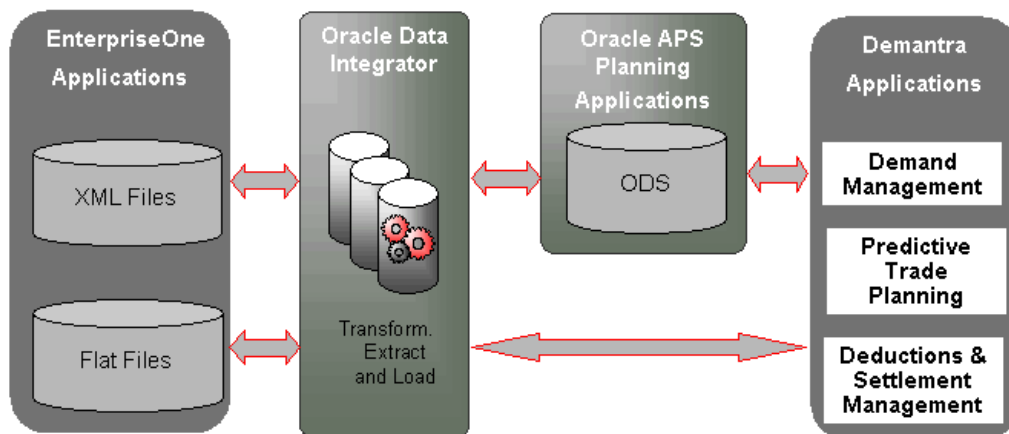 EnterpriseOne
Applications
XML Files
Flat Files
Oracle Data
Integrator
Transform.
Extract
and Load
Oracle APS
Planning
Applications
ODS
Demantra
Applications
Demand
Management
Predictive
Trade
Planning
Deductions &
Settlement
Management